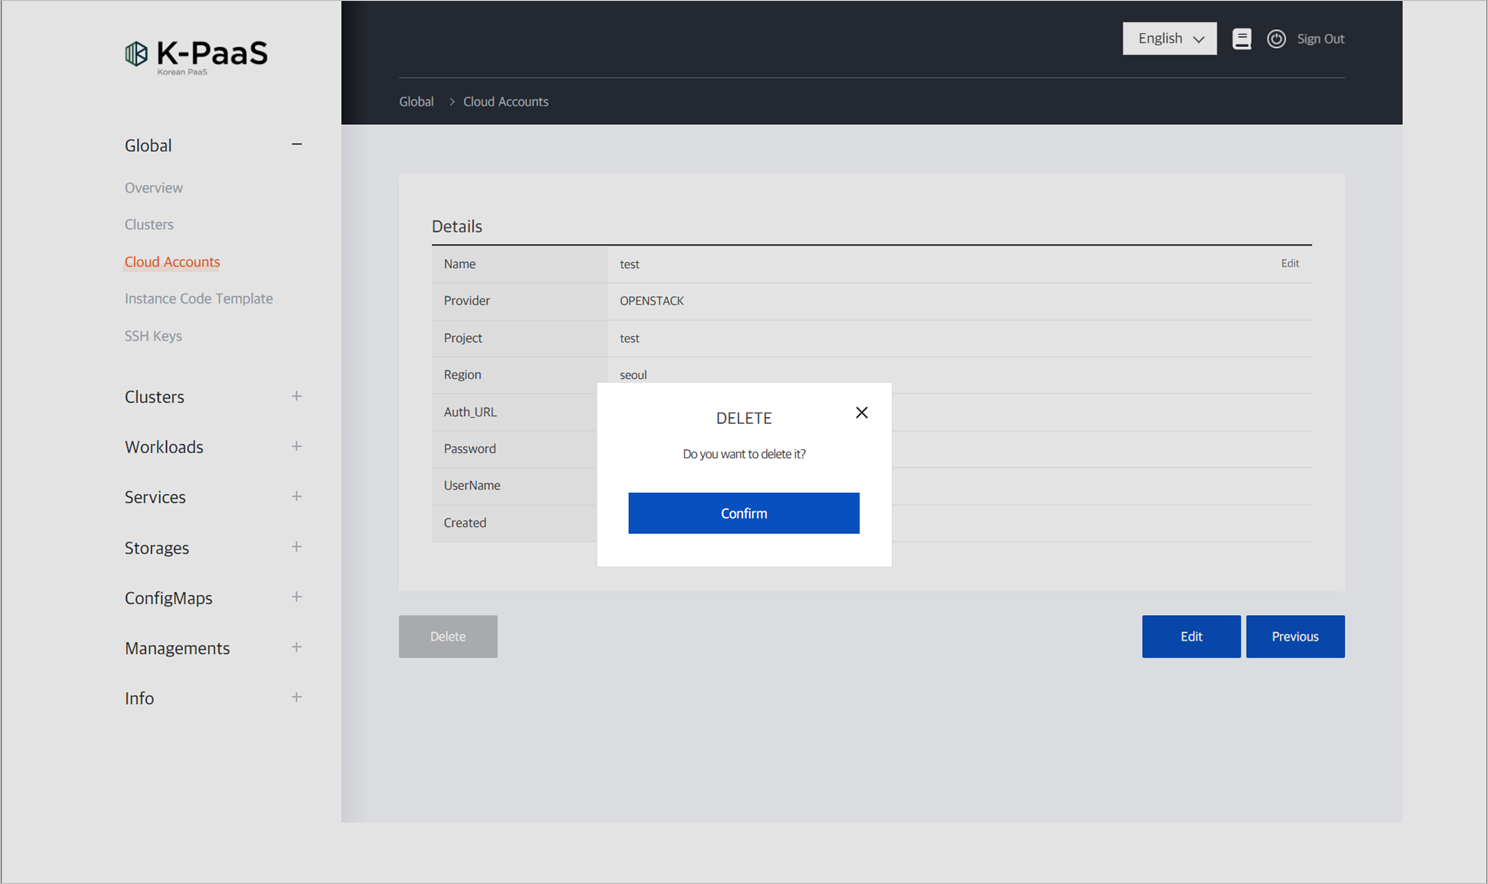 K-PaaS
Korean PaaS
English
Sign Out
Global > Cloud Accounts
Global
Overview
Clusters
Cloud Accounts
Instance Code Template
SSH Keys
Clusters
Workloads
Services
Storages
ConfigMaps
Managements
Info
Details
Name test Edit
Provider OPENSTACK
Project test
Region seoul
Auth_URL
Password
UserName
Created
DELETE
Do you want to delete it?
Confirm
Delete
Edit
Previous